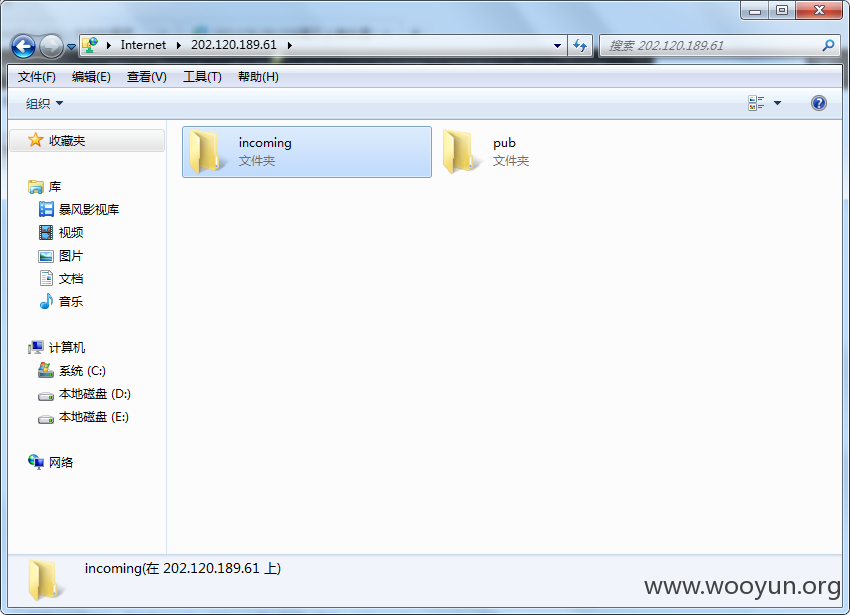 Internet 202.120.189.61
搜索 202.120.189.61
文件(F) 编辑(E) 查看(V) 工具(T) 帮助(H)
组织
收藏夹
库
暴风影视库
视频
图片
文档
音乐
计算机
系统 (C:)
本地磁盘 (D:)
本地磁盘 (E:)
网络
incoming
文件夹
pub
文件夹
incoming(在 202.120.189.61 上)
www.wooyun.org